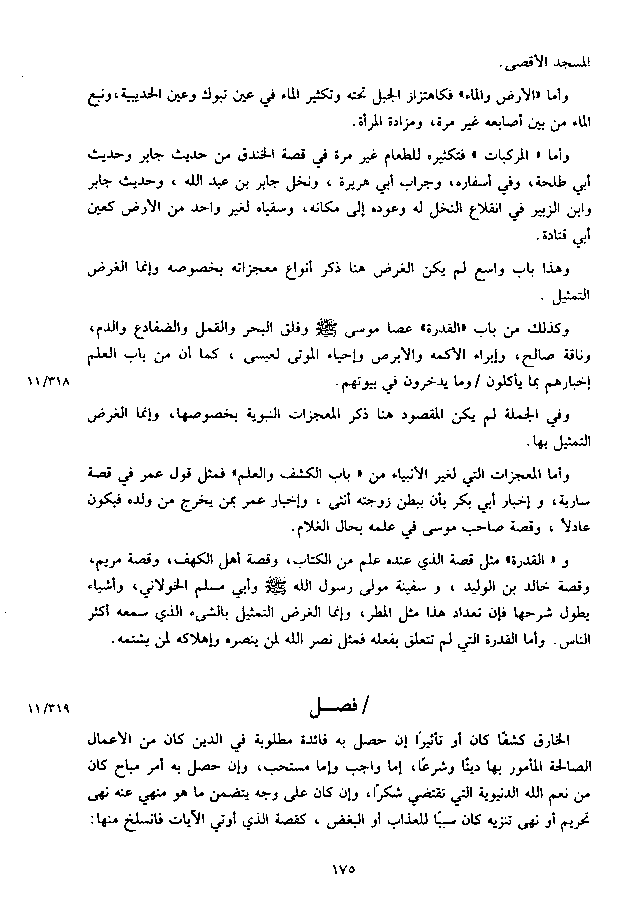 المسجد الأقصى.
وأما «الأرض والماء» فكاهتزاز الجبل تحته وتكثير الماء في عين تبوك وعين الحديبية، ونبع
الماء من بين أصابعه غير مرة، ومزادة المرأة.
وأما « المركبات » فتكثيره للطعام غير مرة في قصة الخندق من حديث جابر وحديث
أبي طلحة، وفي أسفاره، وجراب أبي هريرة ، ونخل جابر بن عبد الله ، وحديث جابر
وابن الزبير في انقلاع النخل له وعوده إلى مكانه، وسقياه لغير واحد من الأرض كعين
أبي قتادة.
وهذا باب واسع لم يكن الغرض هنا ذكر أنواع معجزاته بخصوصه وإنما الغرض
التمثيل .
وكذلك من باب «القدرة» عصا موسى ﷺ وفلق البحر والقمل والضفادع والدم،
وناقة صالح، وإبراء الأكمه والأبرص وإحياء الموتى لعيسى ، كما أن من باب العلم
إخبارهم بما يأكلون / وما يدخرون في بيوتهم. ١١/٣١٨
وفي الجملة لم يكن المقصود هنا ذكر المعجزات النبوية بخصوصها، وإنما الغرض
التمثيل بها.
وأما المعجزات التي لغير الأنبياء من « باب الكشف والعلم» فمثل قول عمر في قصة
سارية، و إخبار أبي بكر بأن ببطن زوجته أنثى ، وإخبار عمر بمن يخرج من ولده فيكون
عادلاً ، وقصة صاحب موسى في علمه بحال الغلام.
و « القدرة» مثل قصة الذي عنده علم من الكتاب، وقصة أهل الكهف، وقصة مريم،
وقصة خالد بن الوليد ، و سفينة مولى رسول الله ﷺ وأبي مسلم الخولاني، وأشياء
يطول شرحها فإن تعداد هذا مثل المطر، وإنما الغرض التمثيل بالشىء الذي سمعه أكثر
الناس. وأما القدرة التي لم تتعلق بفعله فمثل نصر الله لمن ينصره وإهلاكه لمن يشتمه.
/ فصــل ١١/٣١٩
الخارق كشفًا كان أو تأثيرًا إن حصل به فائدة مطلوبة في الدين كان من الأعمال
الصالحة المأمور بها دينًا وشرعًا، إما واجب وإما مستحب، وإن حصل به أمر مباح كان
من نعم الله الدنيوية التي تقتضي شكرًا، وإن كان على وجه يتضمن ما هو منهي عنه نهى
تحريم أو نهى تنزيه كان سببًا للعذاب أو البغض ، كقصة الذي أوتي الآيات فانسلخ منها:
١٧٥